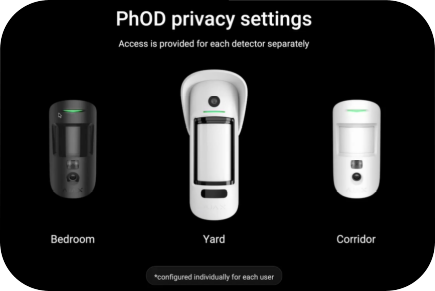 PhOD privacy settings
Access is provided for each detector separately
Bedroom
Yard
Corridor
*configured individually for each user